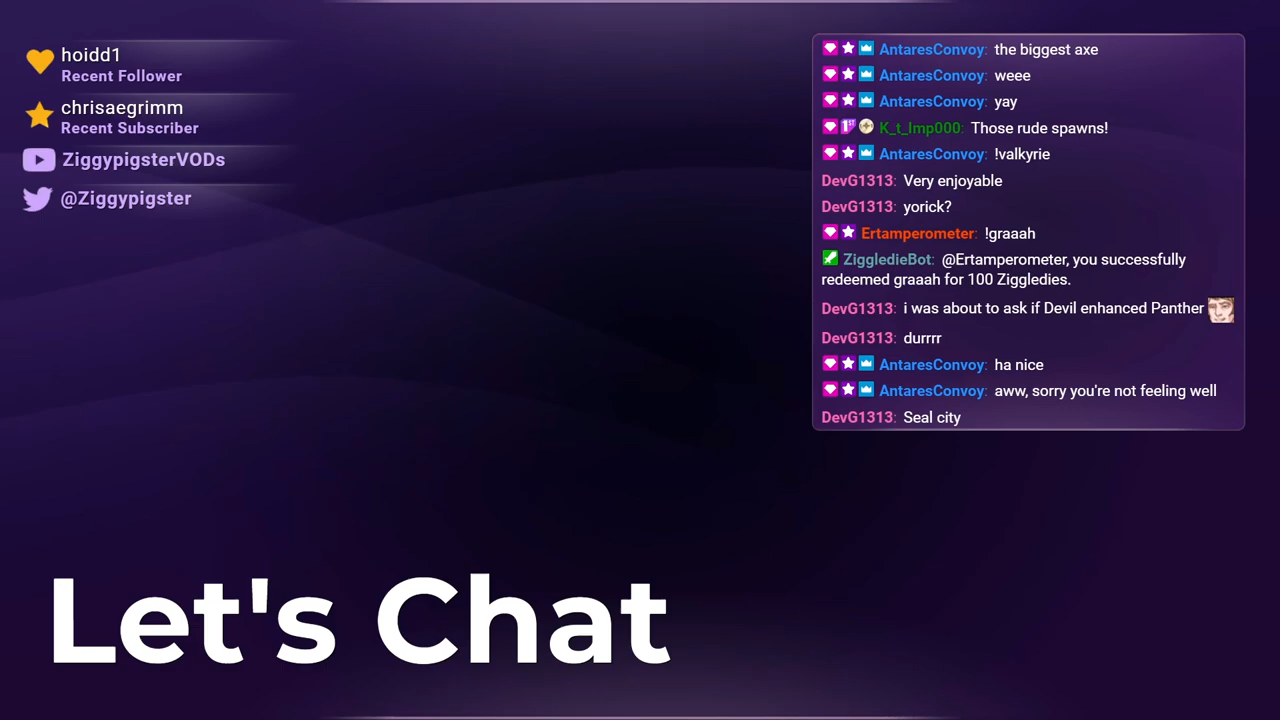 hoidd1
Recent Follower
chrisaegrimm
Recent Subscriber
ZiggypigsterVODs
@Ziggypigster
AntaresConvoy: the biggest axe
AntaresConvoy: weee
AntaresConvoy: yay
K_t_Imp000: Those rude spawns!
AntaresConvoy: !valkyrie
DevG1313: Very enjoyable
DevG1313: yorick?
Ertamperometer: !graaah
ZiggledieBot: @Ertamperometer, you successfully
redeemed graaah for 100 Ziggledies.
DevG1313: i was about to ask if Devil enhanced Panther
DevG1313: durrrr
AntaresConvoy: ha nice
AntaresConvoy: aww, sorry you're not feeling well
DevG1313: Seal city
Let's Chat